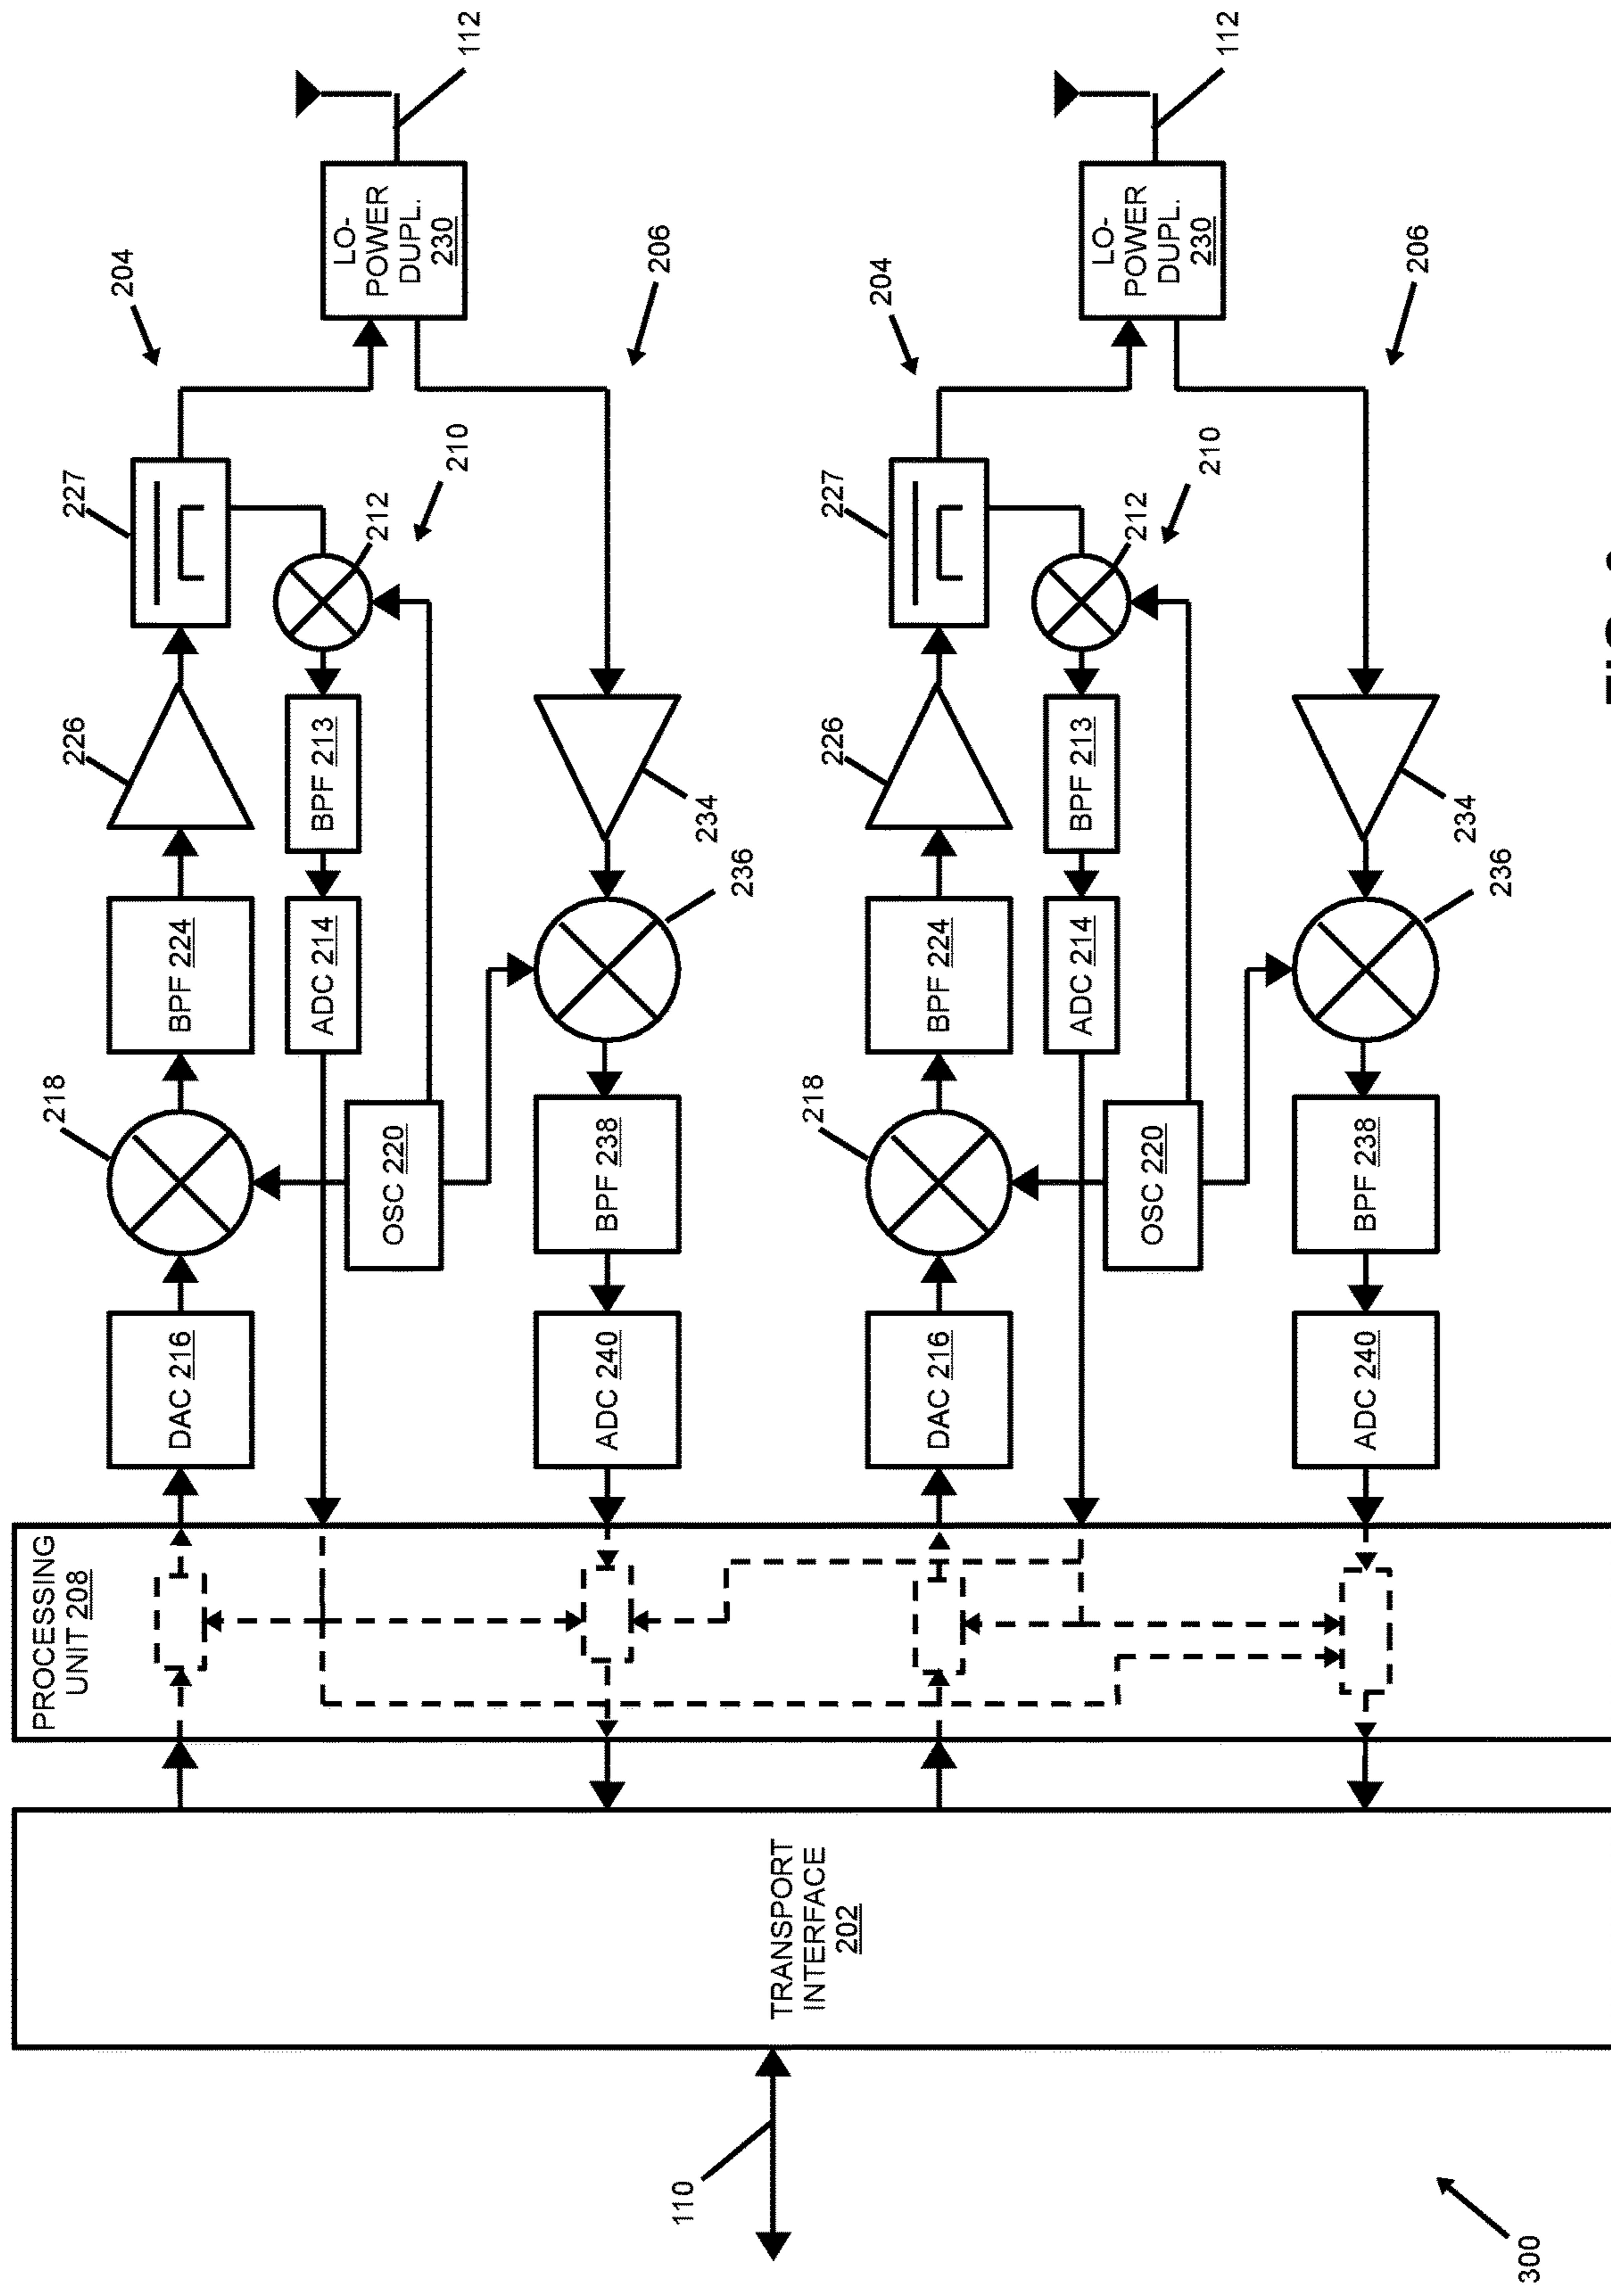 112
204
LO-
POWER
DUPL.
230
206
227
210
212
226
BPF 213
234
BPF 224
ADC 214
236
218
OSC 220
BPF 238
DAC 216
ADC 240
112
204
LO-
POWER
DUPL.
230
206
227
210
212
226
BPF 213
234
BPF 224
ADC 214
236
218
OSC 220
BPF 238
DAC 216
ADC 240
PROCESSING
UNIT 208
TRANSPORT
INTERFACE
202
110
300